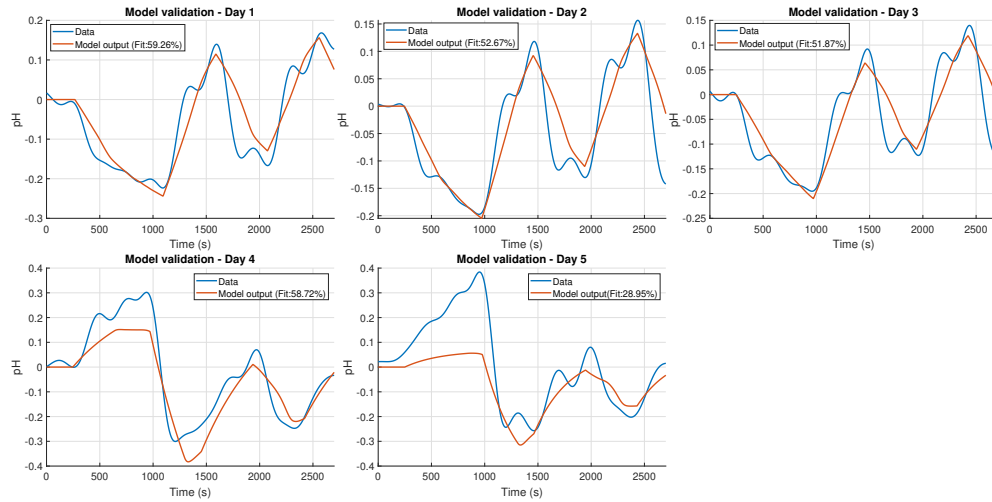 Model validation - Day 1
Data
Model output (Fit:59.26%)
pH
0.2
0.1
0
-0.1
-0.2
-0.3
0 500 1000 1500 2000 2500
Time (s)
Model validation - Day 2
Data
Model output (Fit:52.67%)
pH
0.15
0.1
0.05
0
-0.05
-0.1
-0.15
-0.2
0 500 1000 1500 2000 2500
Time (s)
Model validation - Day 3
Data
Model output (Fit:51.87%)
pH
0.15
0.1
0.05
0
-0.05
-0.1
-0.15
-0.2
-0.25
0 500 1000 1500 2000 2500
Time (s)
Model validation - Day 4
Data
Model output (Fit:58.72%)
pH
0.4
0.3
0.2
0.1
0
-0.1
-0.2
-0.3
-0.4
0 500 1000 1500 2000 2500
Time (s)
Model validation - Day 5
Data
Model output(Fit:28.95%)
pH
0.4
0.3
0.2
0.1
0
-0.1
-0.2
-0.3
-0.4
0 500 1000 1500 2000 2500
Time (s)